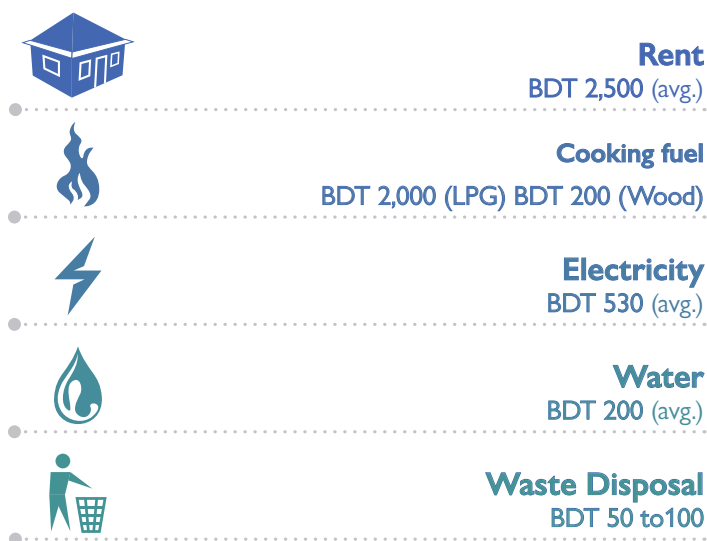 Rent
BDT 2,500 (avg.)
Cooking fuel
BDT 2,000 (LPG) BDT 200 (Wood)
Electricity
BDT 530 (avg.)
Water
BDT 200 (avg.)
Waste Disposal
BDT 50 to100